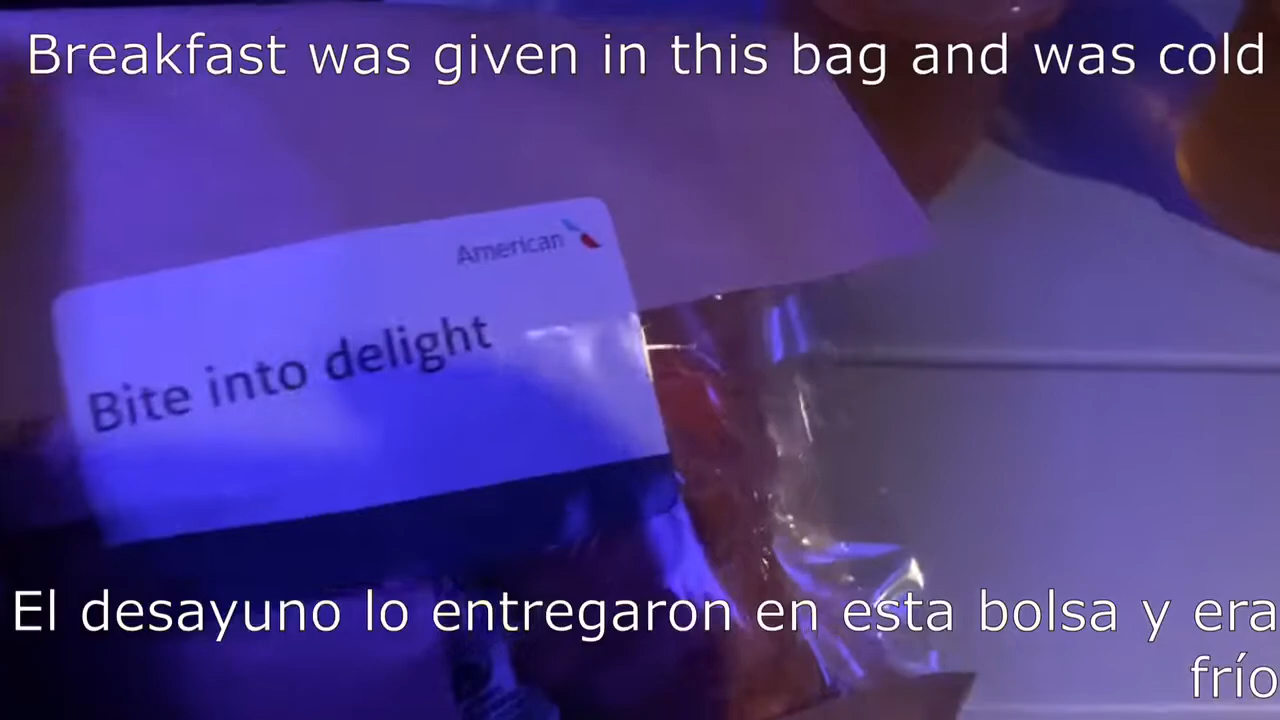 Breakfast was given in this bag and was cold
American
Bite into delight
El desayuno lo entregaron en esta bolsa y era
frío